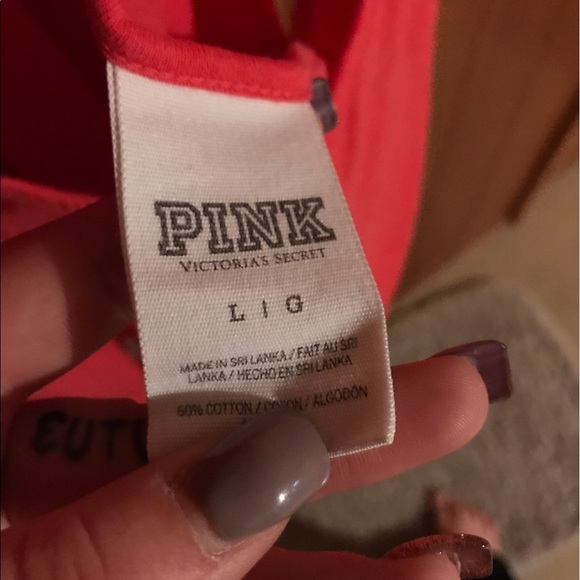 PINK
VICTORIA'S SECRET
L | G
MADE IN SRI LANKA / FAIT AU SRI
LANKA / HECHO EN SRI LANKA
60% COTTON / COTON / ALGODÓN